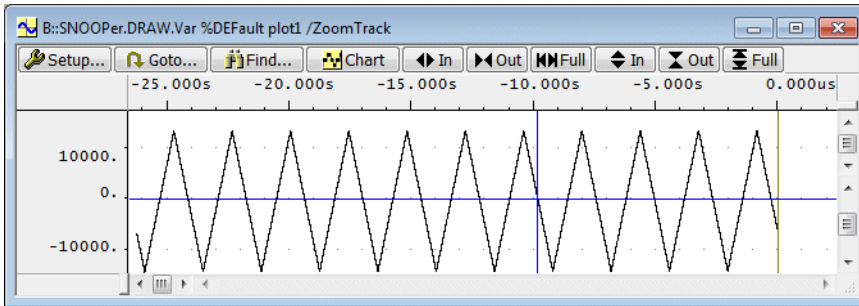 B::SNOOPer.DRAW.Var %DEFault plot1 /ZoomTrack
Setup... Goto... Find... Chart In Out Full In Out Full
-25.000s -20.000s -15.000s -10.000s -5.000s 0.000us
10000.
0.
-10000.